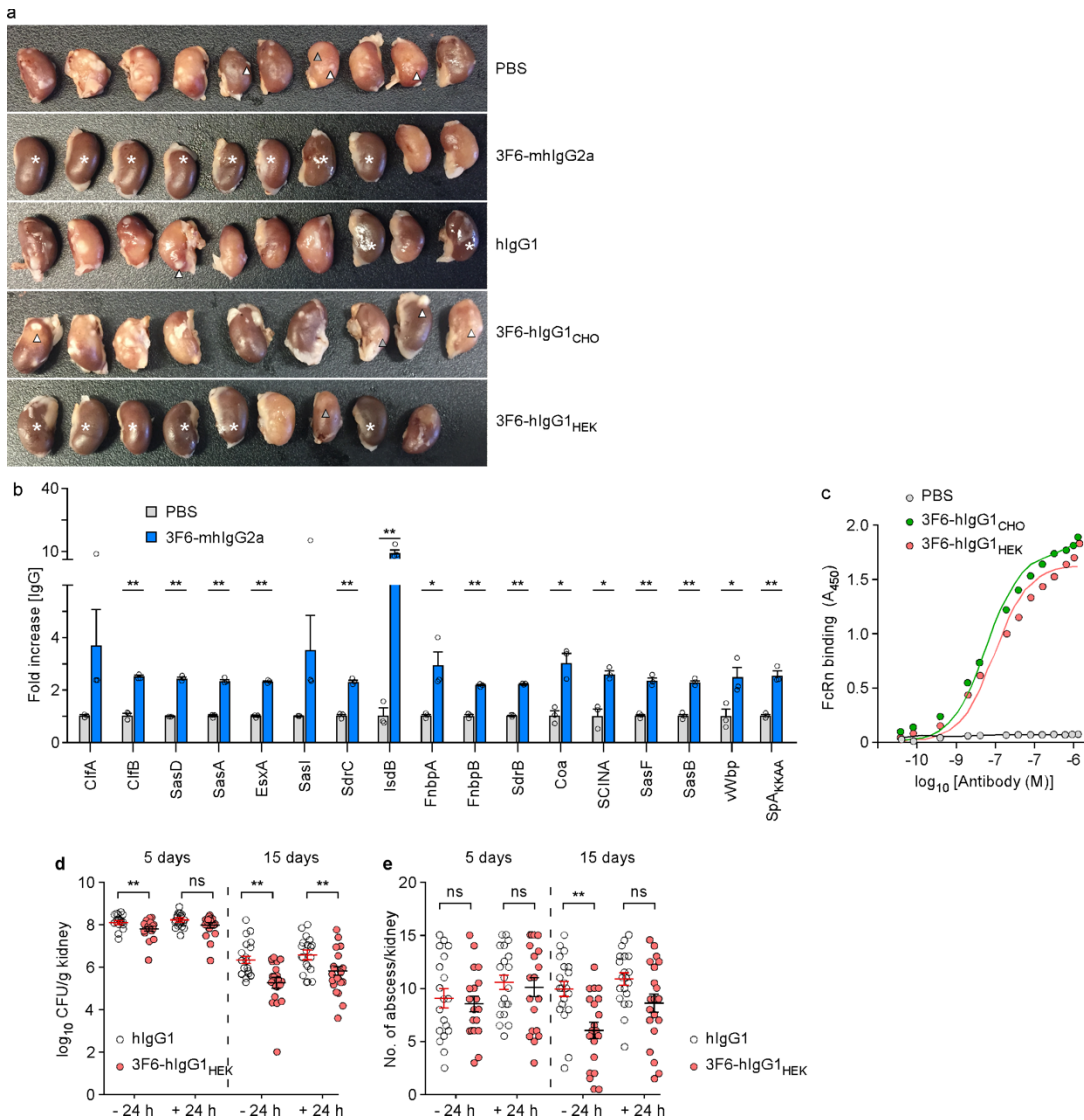 a
PBS
3F6-mhIgG2a
hIgG1
3F6-hIgG1CHO
3F6-hIgG1HEK
* * * * * * * *
* *
* * * * * *
b
Fold increase [IgG]
40
10
4
2
0
PBS
3F6-mhIgG2a
** ** ** ** ** ** * ** ** * * ** ** * **
ClfA
ClfB
SasD
SasA
EsxA
SasI
SdrC
IsdB
FnbpA
FnbpB
SdrB
Coa
SCINA
SasF
SasB
vWbp
SpAKKAA
c
PBS
3F6-hIgG1CHO
3F6-hIgG1HEK
FcRn binding (A450)
2.0
1.5
1.0
0.5
0
-10 -9 -8 -7 -6
log10 [Antibody (M)]
d
5 days 15 days
** ns ** **
log10 CFU/g kidney
10
8
6
4
2
0
hIgG1
3F6-hIgG1HEK
- 24 h + 24 h - 24 h + 24 h
e
5 days 15 days
ns ns ** ns
No. of abscess/kidney
20
15
10
5
0
hIgG1
3F6-hIgG1HEK
- 24 h + 24 h - 24 h + 24 h